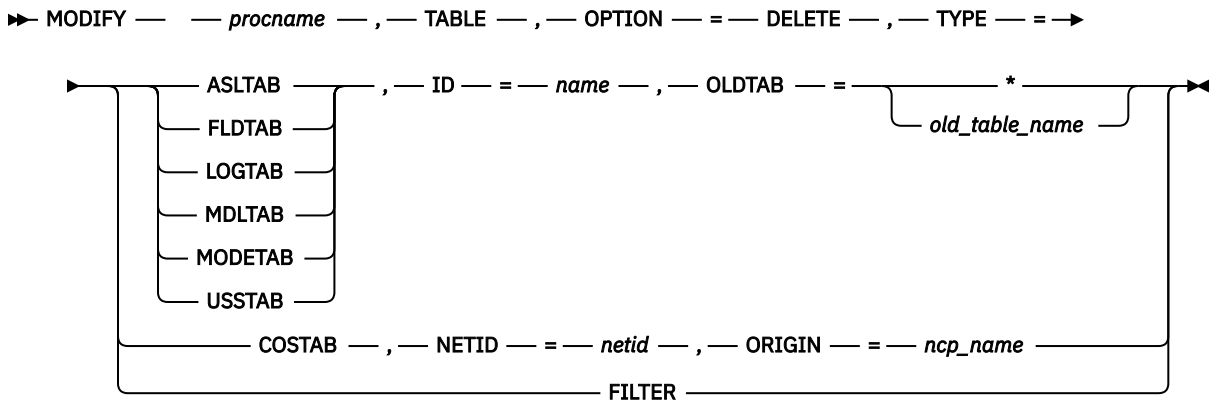 MODIFY procname , TABLE , OPTION = DELETE , TYPE =
ASLTAB , ID = name , OLDTAB = *
FLDTAB old_table_name
LOGTAB
MDLTAB
MODETAB
USSTAB
COSTAB , NETID = netid , ORIGIN = ncp_name
FILTER